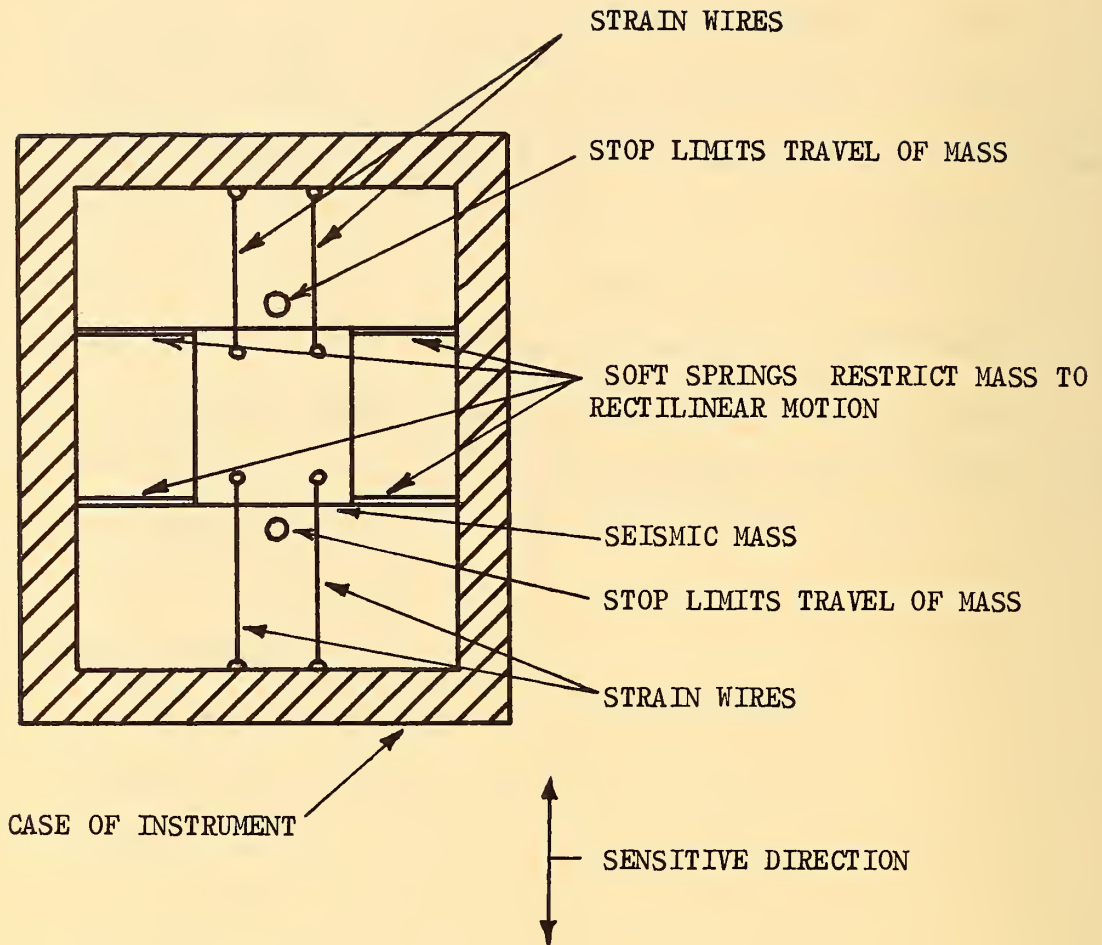 STRAIN WIRES
STOP LIMITS TRAVEL OF MASS
SOFT SPRINGS RESTRICT MASS TO
RECTILINEAR MOTION
SEISMIC MASS
STOP LIMITS TRAVEL OF MASS
STRAIN WIRES
CASE OF INSTRUMENT
SENSITIVE DIRECTION